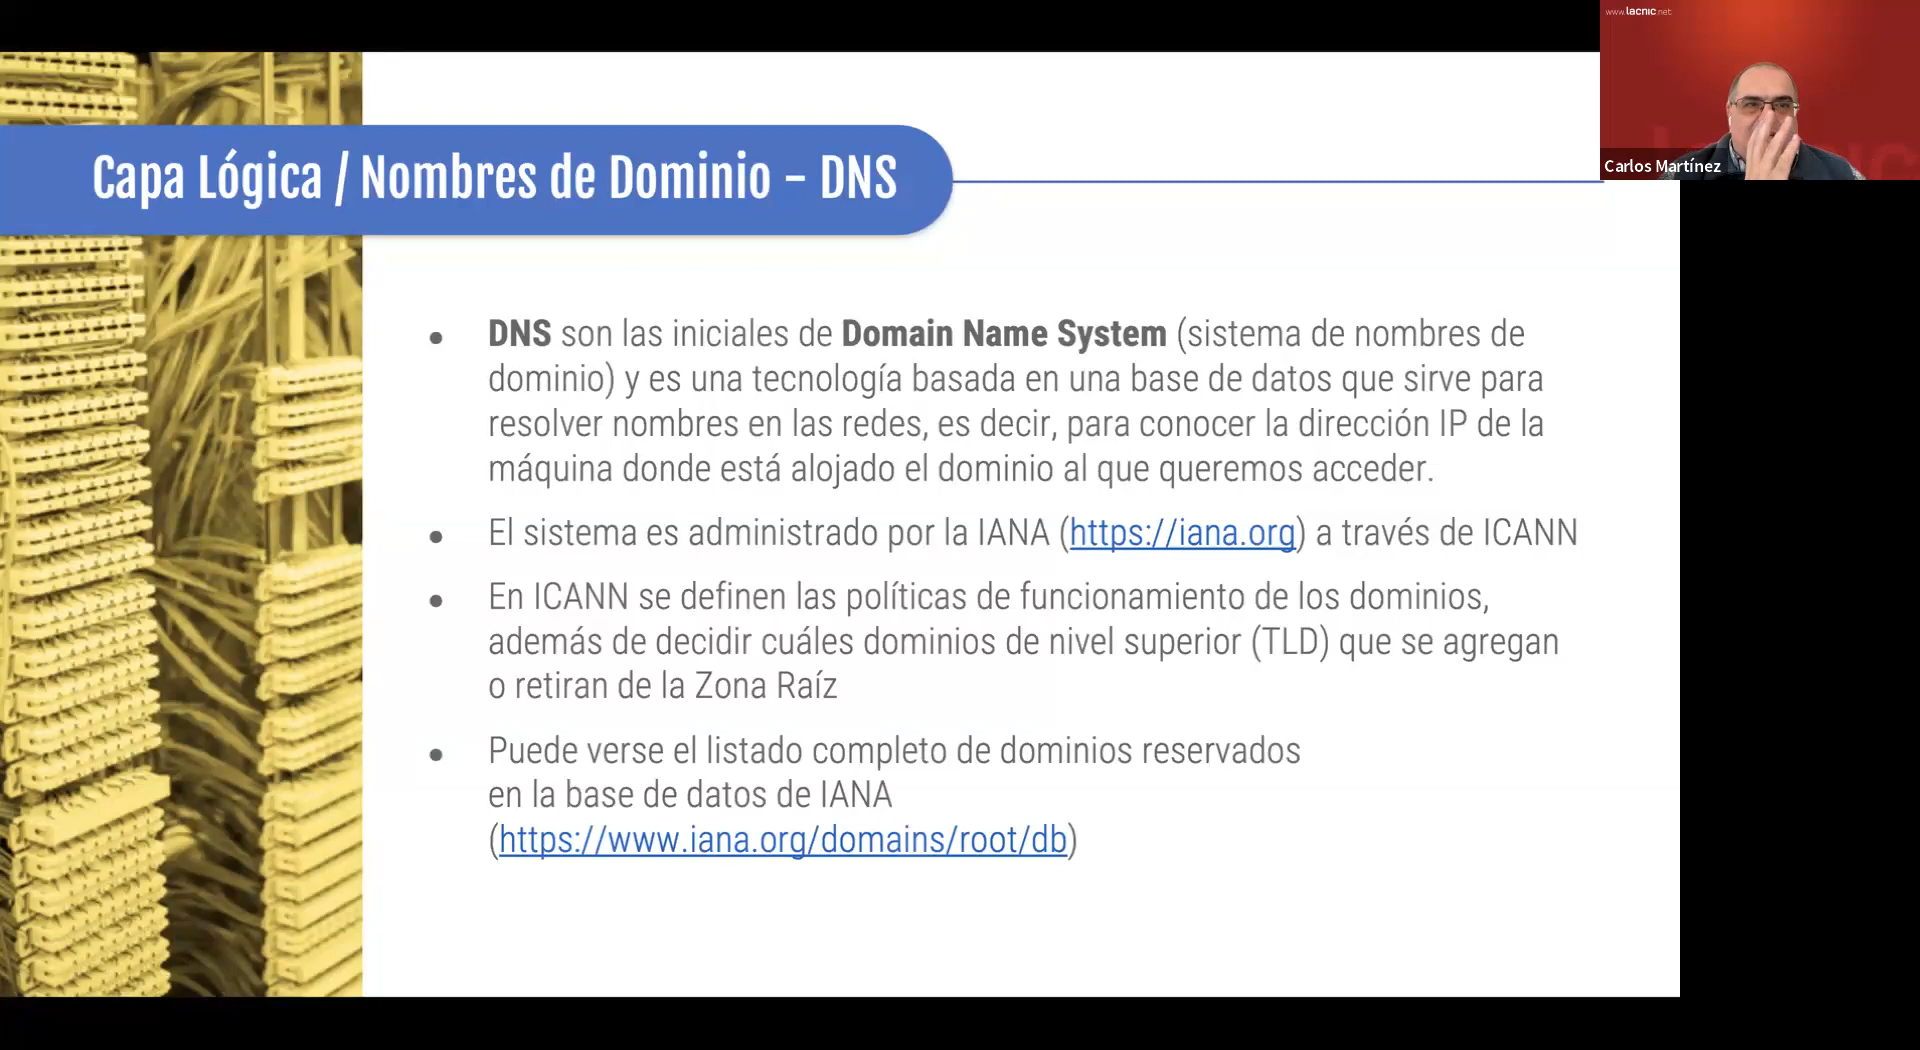 www.lacnic.net
Carlos Martínez
Capa Lógica / Nombres de Dominio – DNS
● DNS son las iniciales de Domain Name System (sistema de nombres de
dominio) y es una tecnología basada en una base de datos que sirve para
resolver nombres en las redes, es decir, para conocer la dirección IP de la
máquina donde está alojado el dominio al que queremos acceder.
● El sistema es administrado por la IANA (https://iana.org) a través de ICANN
● En ICANN se definen las políticas de funcionamiento de los dominios,
además de decidir cuáles dominios de nivel superior (TLD) que se agregan
o retiran de la Zona Raíz
● Puede verse el listado completo de dominios reservados
en la base de datos de IANA
(https://www.iana.org/domains/root/db)